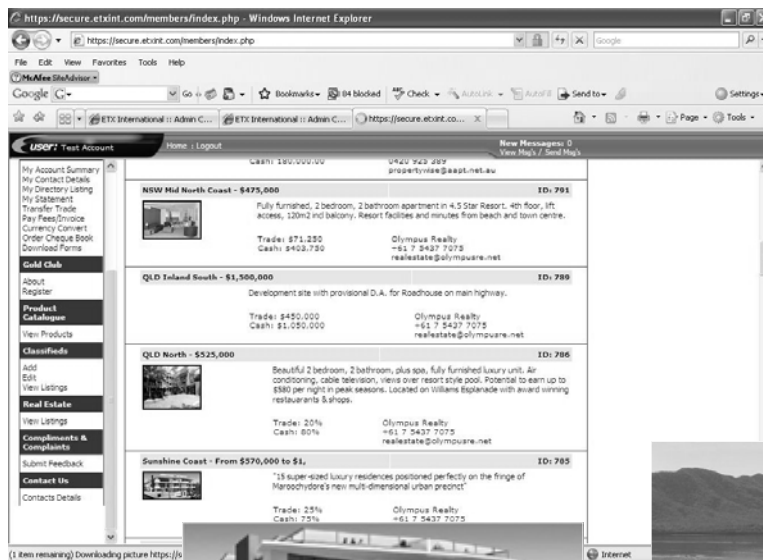 https://secure.etxint.com/members/index.php - Windows Internet Explorer
https://secure.etxint.com/members/index.php
Google
File Edit View Favorites Tools Help
McAfee SiteAdvisor
Google G Go Bookmarks 84 blocked Check AutoLink AutoFill Send to Settings
ETX International :: Admin C... ETX International :: Admin C... https://secure.etxint.co... X Page Tools
USER: Test Account Home : Logout New Messages: 0
View Msg's / Send Msg's
My Account Summary
My Contact Details
My Directory Listing
My Statement
Transfer Trade
Pay Fees/Invoice
Currency Convert
Order Cheque Book
Download Forms
Gold Club
About
Register
Product
Catalogue
View Products
Classifieds
Add
Edit
View Listings
Real Estate
View Listings
Compliments &
Complaints
Submit Feedback
Contact Us
Contacts Details
Cash: 180.000.00 0420 925 389
propertywise@aapt.net.au
NSW Mid North Coast - $475,000 ID: 791
Fully furnished, 2 bedroom, 2 bathroom apartment in 4.5 Star Resort. 4th floor, lift
access, 120m2 ind balcony. Resort facilities and minutes from beach and town centre.
Trade: $71.250 Olympus Realty
Cash: $403.750 +61 7 5437 7075
realestate@olympusre.net
QLD Inland South - $1,500,000 ID: 789
Development site with provisional D.A. for Roadhouse on main highway.
Trade: $450.000 Olympus Realty
Cash: $1.050.000 +61 7 5437 7075
realestate@olympusre.net
QLD North - $525,000 ID: 786
Beautiful 2 bedroom, 2 bathroom, plus spa, fully furnished luxury unit. Air
conditioning, cable television, views over resort style pool. Potential to earn up to
$580 per night in peak seasons. Located on Williams Esplanade with award winning
restaurants & shops.
Trade: 20% Olympus Realty
Cash: 80% +61 7 5437 7075
realestate@olympusre.net
Sunshine Coast - From $570,000 to $1, ID: 785
"15 super-sized luxury residences positioned perfectly on the fringe of
Maroochydore's new multi-dimensional urban precinct"
Trade: 25% Olympus Realty
Cash: 75% +61 7 5437 7075
(1 item remaining) Downloading picture https://s Internet